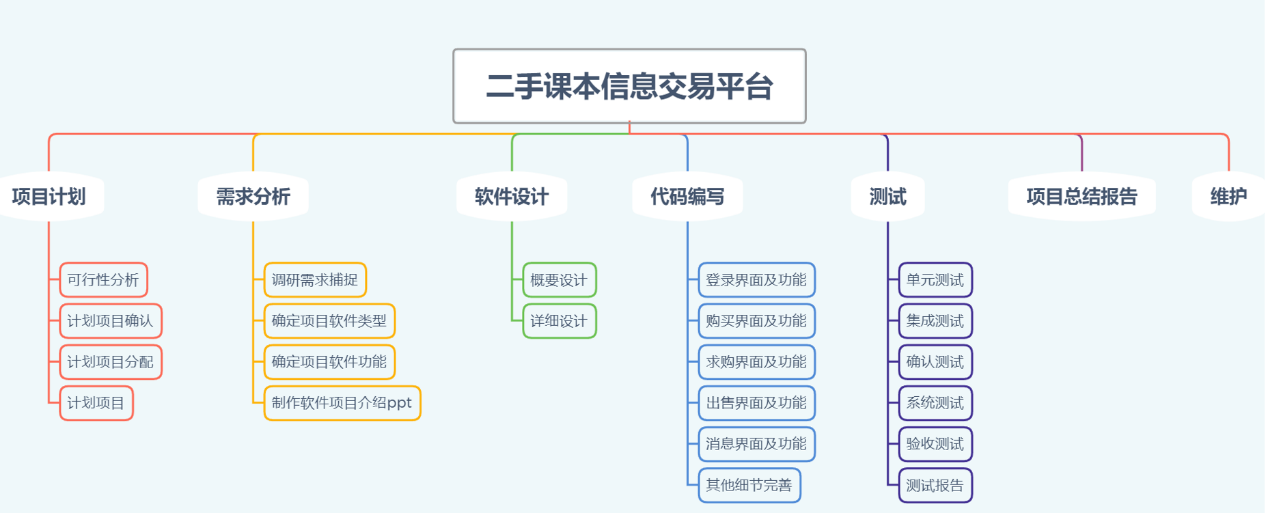 二手课本信息交易平台
项目计划
需求分析
软件设计
代码编写
测试
项目总结报告
维护
可行性分析
计划项目确认
计划项目分配
计划项目
调研需求捕捉
确定项目软件类型
确定项目软件功能
制作软件项目介绍ppt
概要设计
详细设计
登录界面及功能
购买界面及功能
求购界面及功能
出售界面及功能
消息界面及功能
其他细节完善
单元测试
集成测试
确认测试
系统测试
验收测试
测试报告